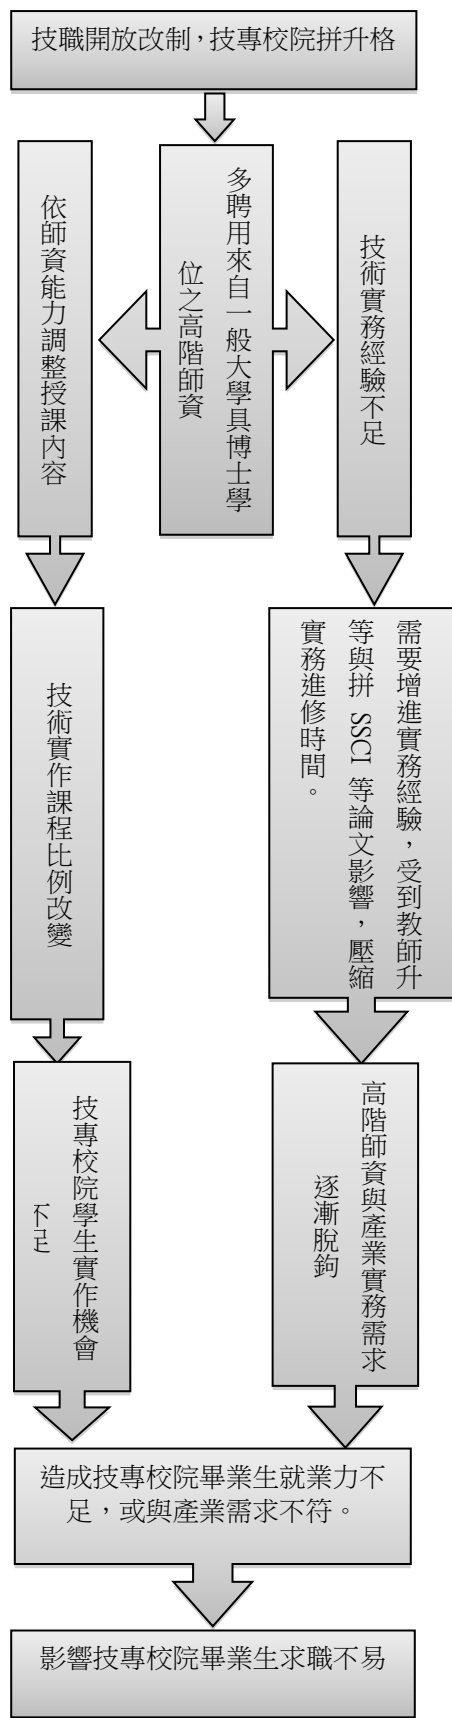 技職開放改制，技專校院拼升格
多聘用來自一般大學具博士學
位之高階師資
依師資能力調整授課內容
技術實務經驗不足
技術實作課程比例改變
需要增進實務經驗，受到教師升
等與拼 SSCI 等論文影響，壓縮
實務進修時間。
技專校院學生實作機會
不足
高階師資與產業實務需求
逐漸脫鉤
造成技專校院畢業生就業力不
足，或與產業需求不符。
影響技專校院畢業生求職不易